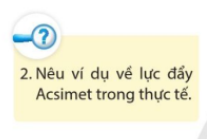 2. Nêu ví dụ về lực đẩy
Acsimet trong thực tế.